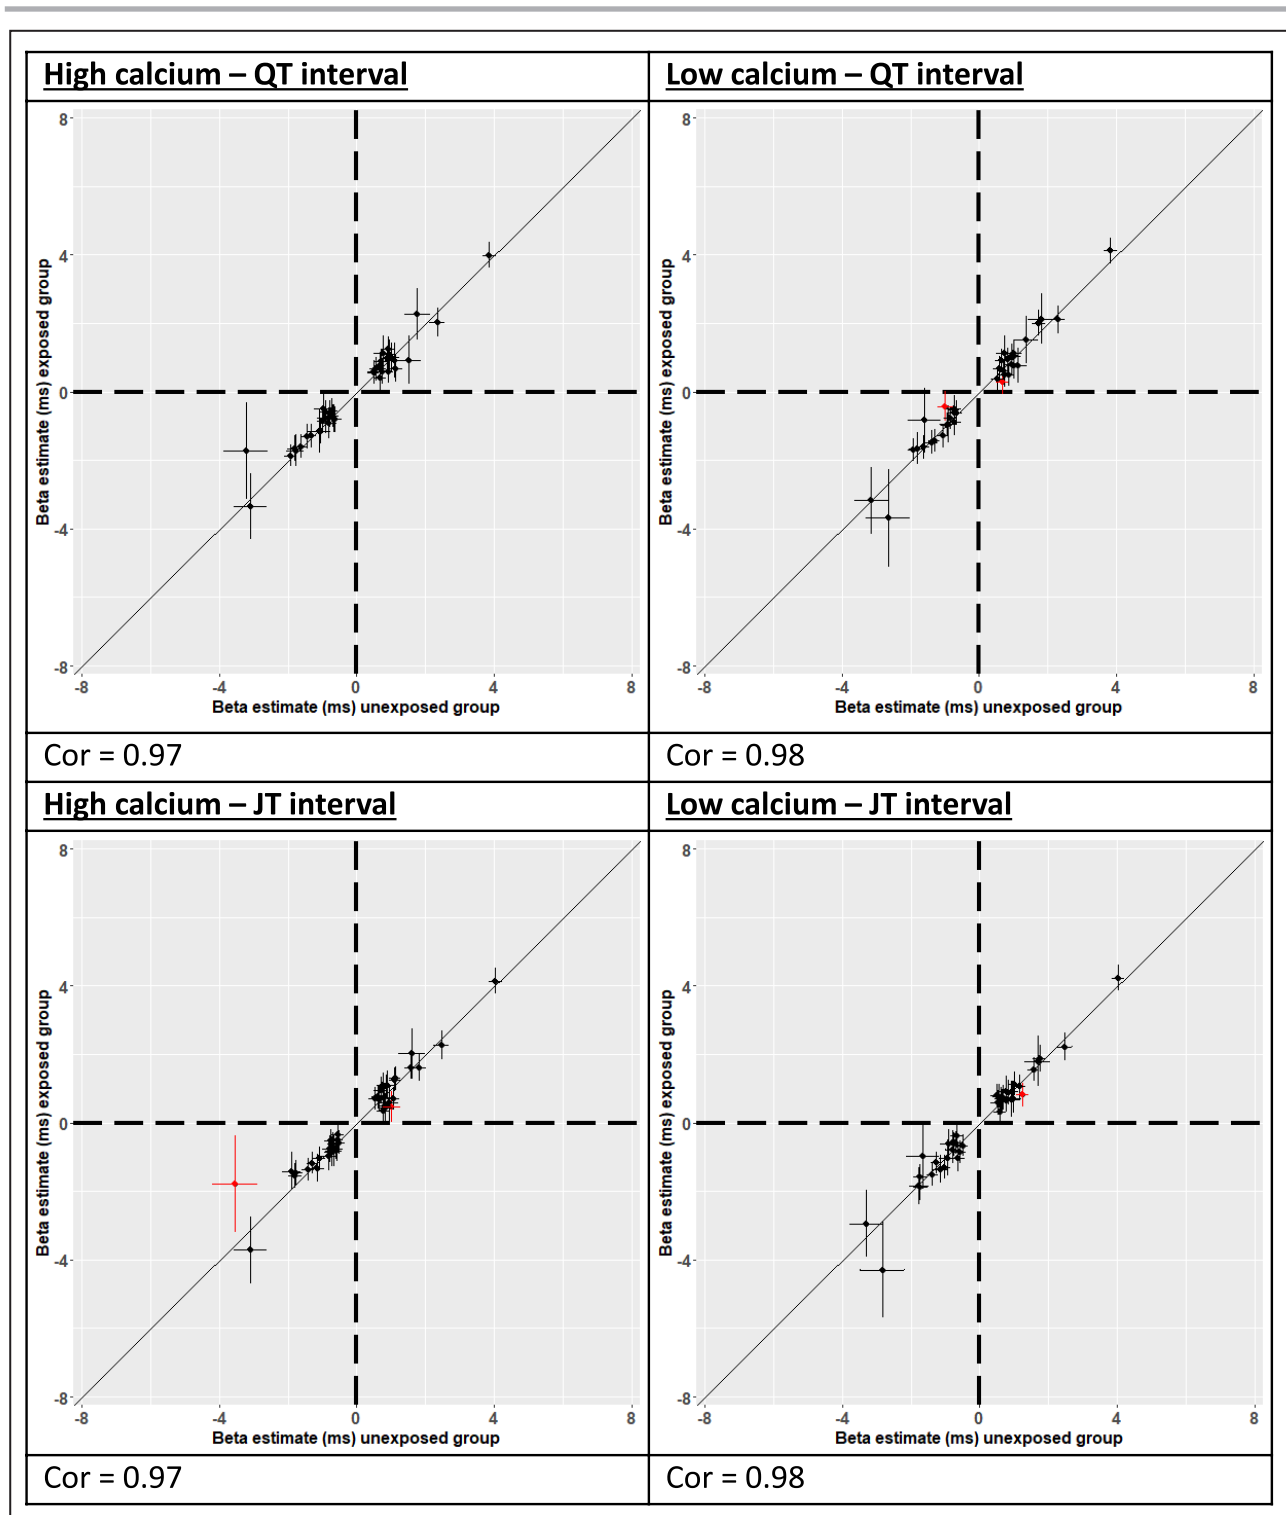 High calcium – QT interval
Low calcium – QT interval
8
4
0
-4
-8
-8
-4
0
4
8
Beta estimate (ms) exposed group
Beta estimate (ms) unexposed group
8
4
0
-4
-8
-8
-4
0
4
8
Beta estimate (ms) exposed group
Beta estimate (ms) unexposed group
Cor = 0.97
Cor = 0.98
High calcium – JT interval
Low calcium – JT interval
8
4
0
-4
-8
-8
-4
0
4
8
Beta estimate (ms) exposed group
Beta estimate (ms) unexposed group
8
4
0
-4
-8
-8
-4
0
4
8
Beta estimate (ms) exposed group
Beta estimate (ms) unexposed group
Cor = 0.97
Cor = 0.98